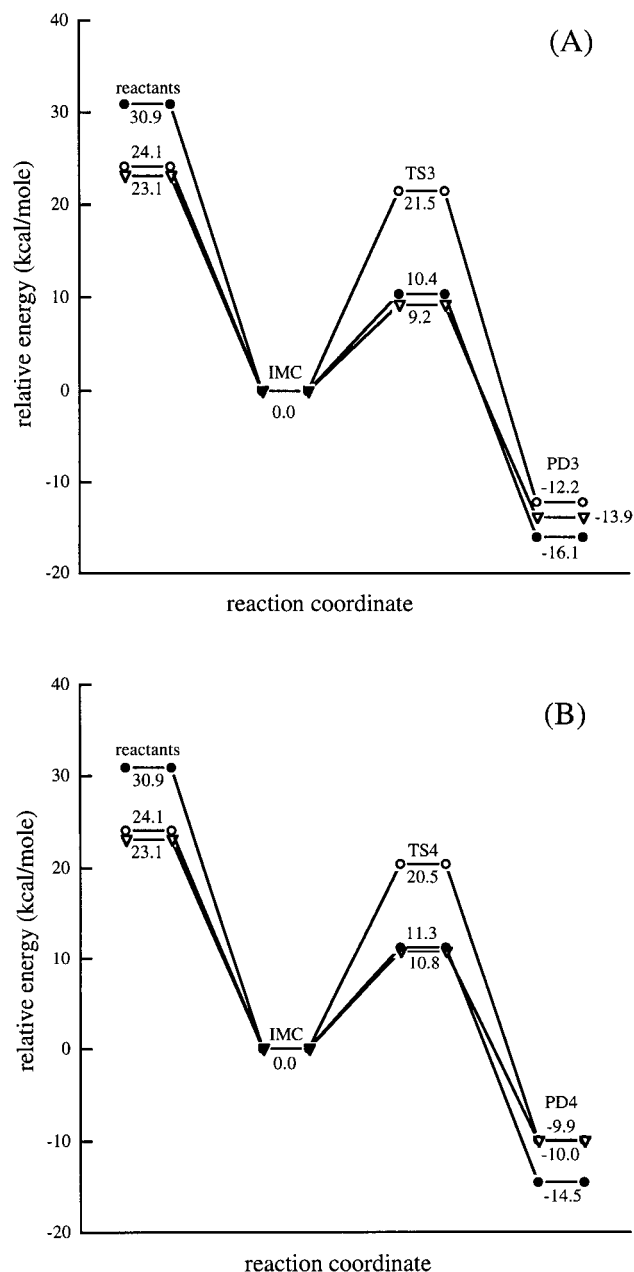 (A)
40
30
20
10
0
-10
-20
relative energy (kcal/mole)
reactants
30.9
24.1
23.1
IMC
0.0
TS3
21.5
10.4
9.2
PD3
-12.2
-13.9
-16.1
reaction coordinate
(B)
40
30
20
10
0
-10
-20
relative energy (kcal/mole)
reactants
30.9
24.1
23.1
IMC
0.0
TS4
20.5
11.3
10.8
PD4
-9.9
-10.0
-14.5
reaction coordinate